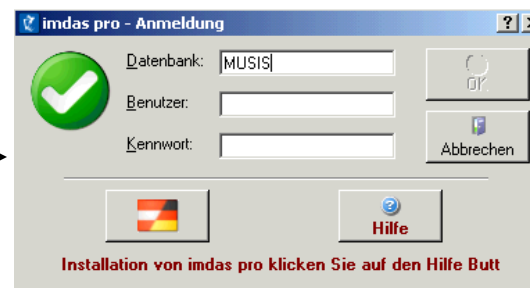 imdas pro - Anmeldung
Datenbank: MUSIS
OK
Benutzer:
Kennwort:
Abbrechen
Hilfe
Installation von imdas pro klicken Sie auf den Hilfe Butt